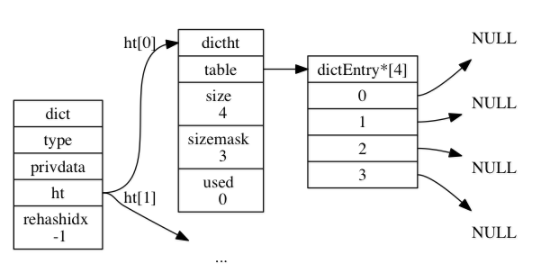 dict
type
privdata
ht
rehashidx
-1
ht[0]
ht[1]
dictht
table
size
4
sizemask
3
used
0
...
dictEntry*[4]
0
1
2
3
NULL
NULL
NULL
NULL